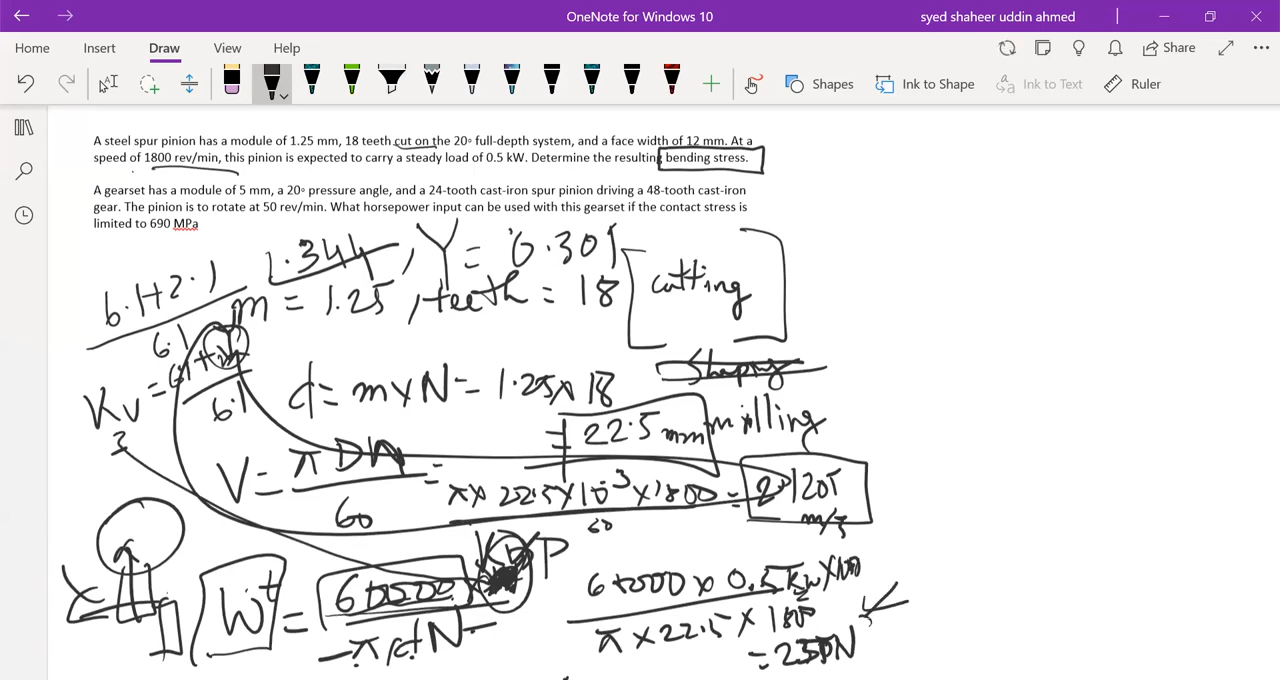 OneNote for Windows 10
syed shaheer uddin ahmed
Home Insert Draw View Help Share
Shapes Ink to Shape Ink to Text Ruler
A steel spur pinion has a module of 1.25 mm, 18 teeth cut on the 20◦ full-depth system, and a face width of 12 mm. At a
speed of 1800 rev/min, this pinion is expected to carry a steady load of 0.5 kW. Determine the resulting bending stress.
A gearset has a module of 5 mm, a 20◦ pressure angle, and a 24-tooth cast-iron spur pinion driving a 48-tooth cast-iron
gear. The pinion is to rotate at 50 rev/min. What horsepower input can be used with this gearset if the contact stress is
limited to 690 MPa
6.1+2.1
6.1
1.344 , Y = 0.309
m = 1.25 , teeth = 18
cutting
Shaping
milling
Kv =
6.1
d = m × N = 1.25 × 18
= 22.5 mm
V = πDN
60
= π × 22.5 × 10⁻³ × 1800
60
= 2.1205
m/s
Wt = 60000 P
πdN
60000 × 0.5 kW
π × 22.5 × 1800